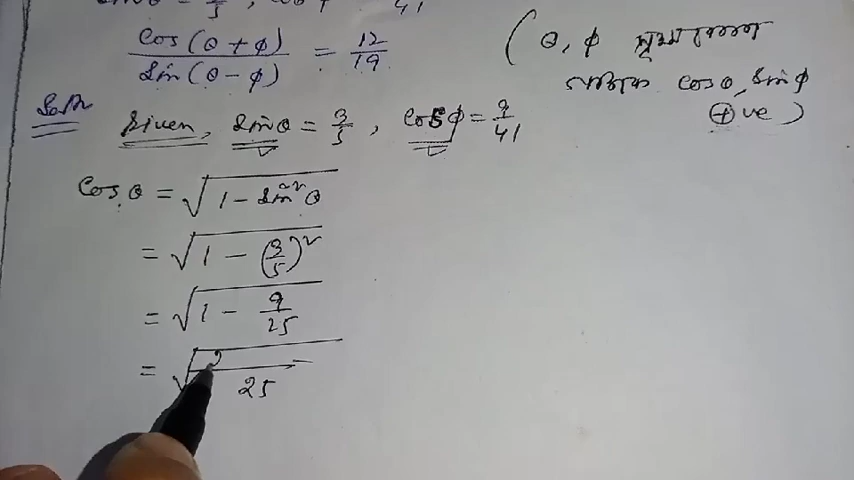 cos(θ + φ) / sin(θ - φ) = 12/19
(θ, φ সূক্ষ্মকোণ
cosθ, sinφ
⊕ve)
Soln Given, sinθ = 3/5, cosφ = 9/41
cosθ = √(1 - sin²θ)
= √(1 - (3/5)²)
= √(1 - 9/25)
= √(2 / 25)